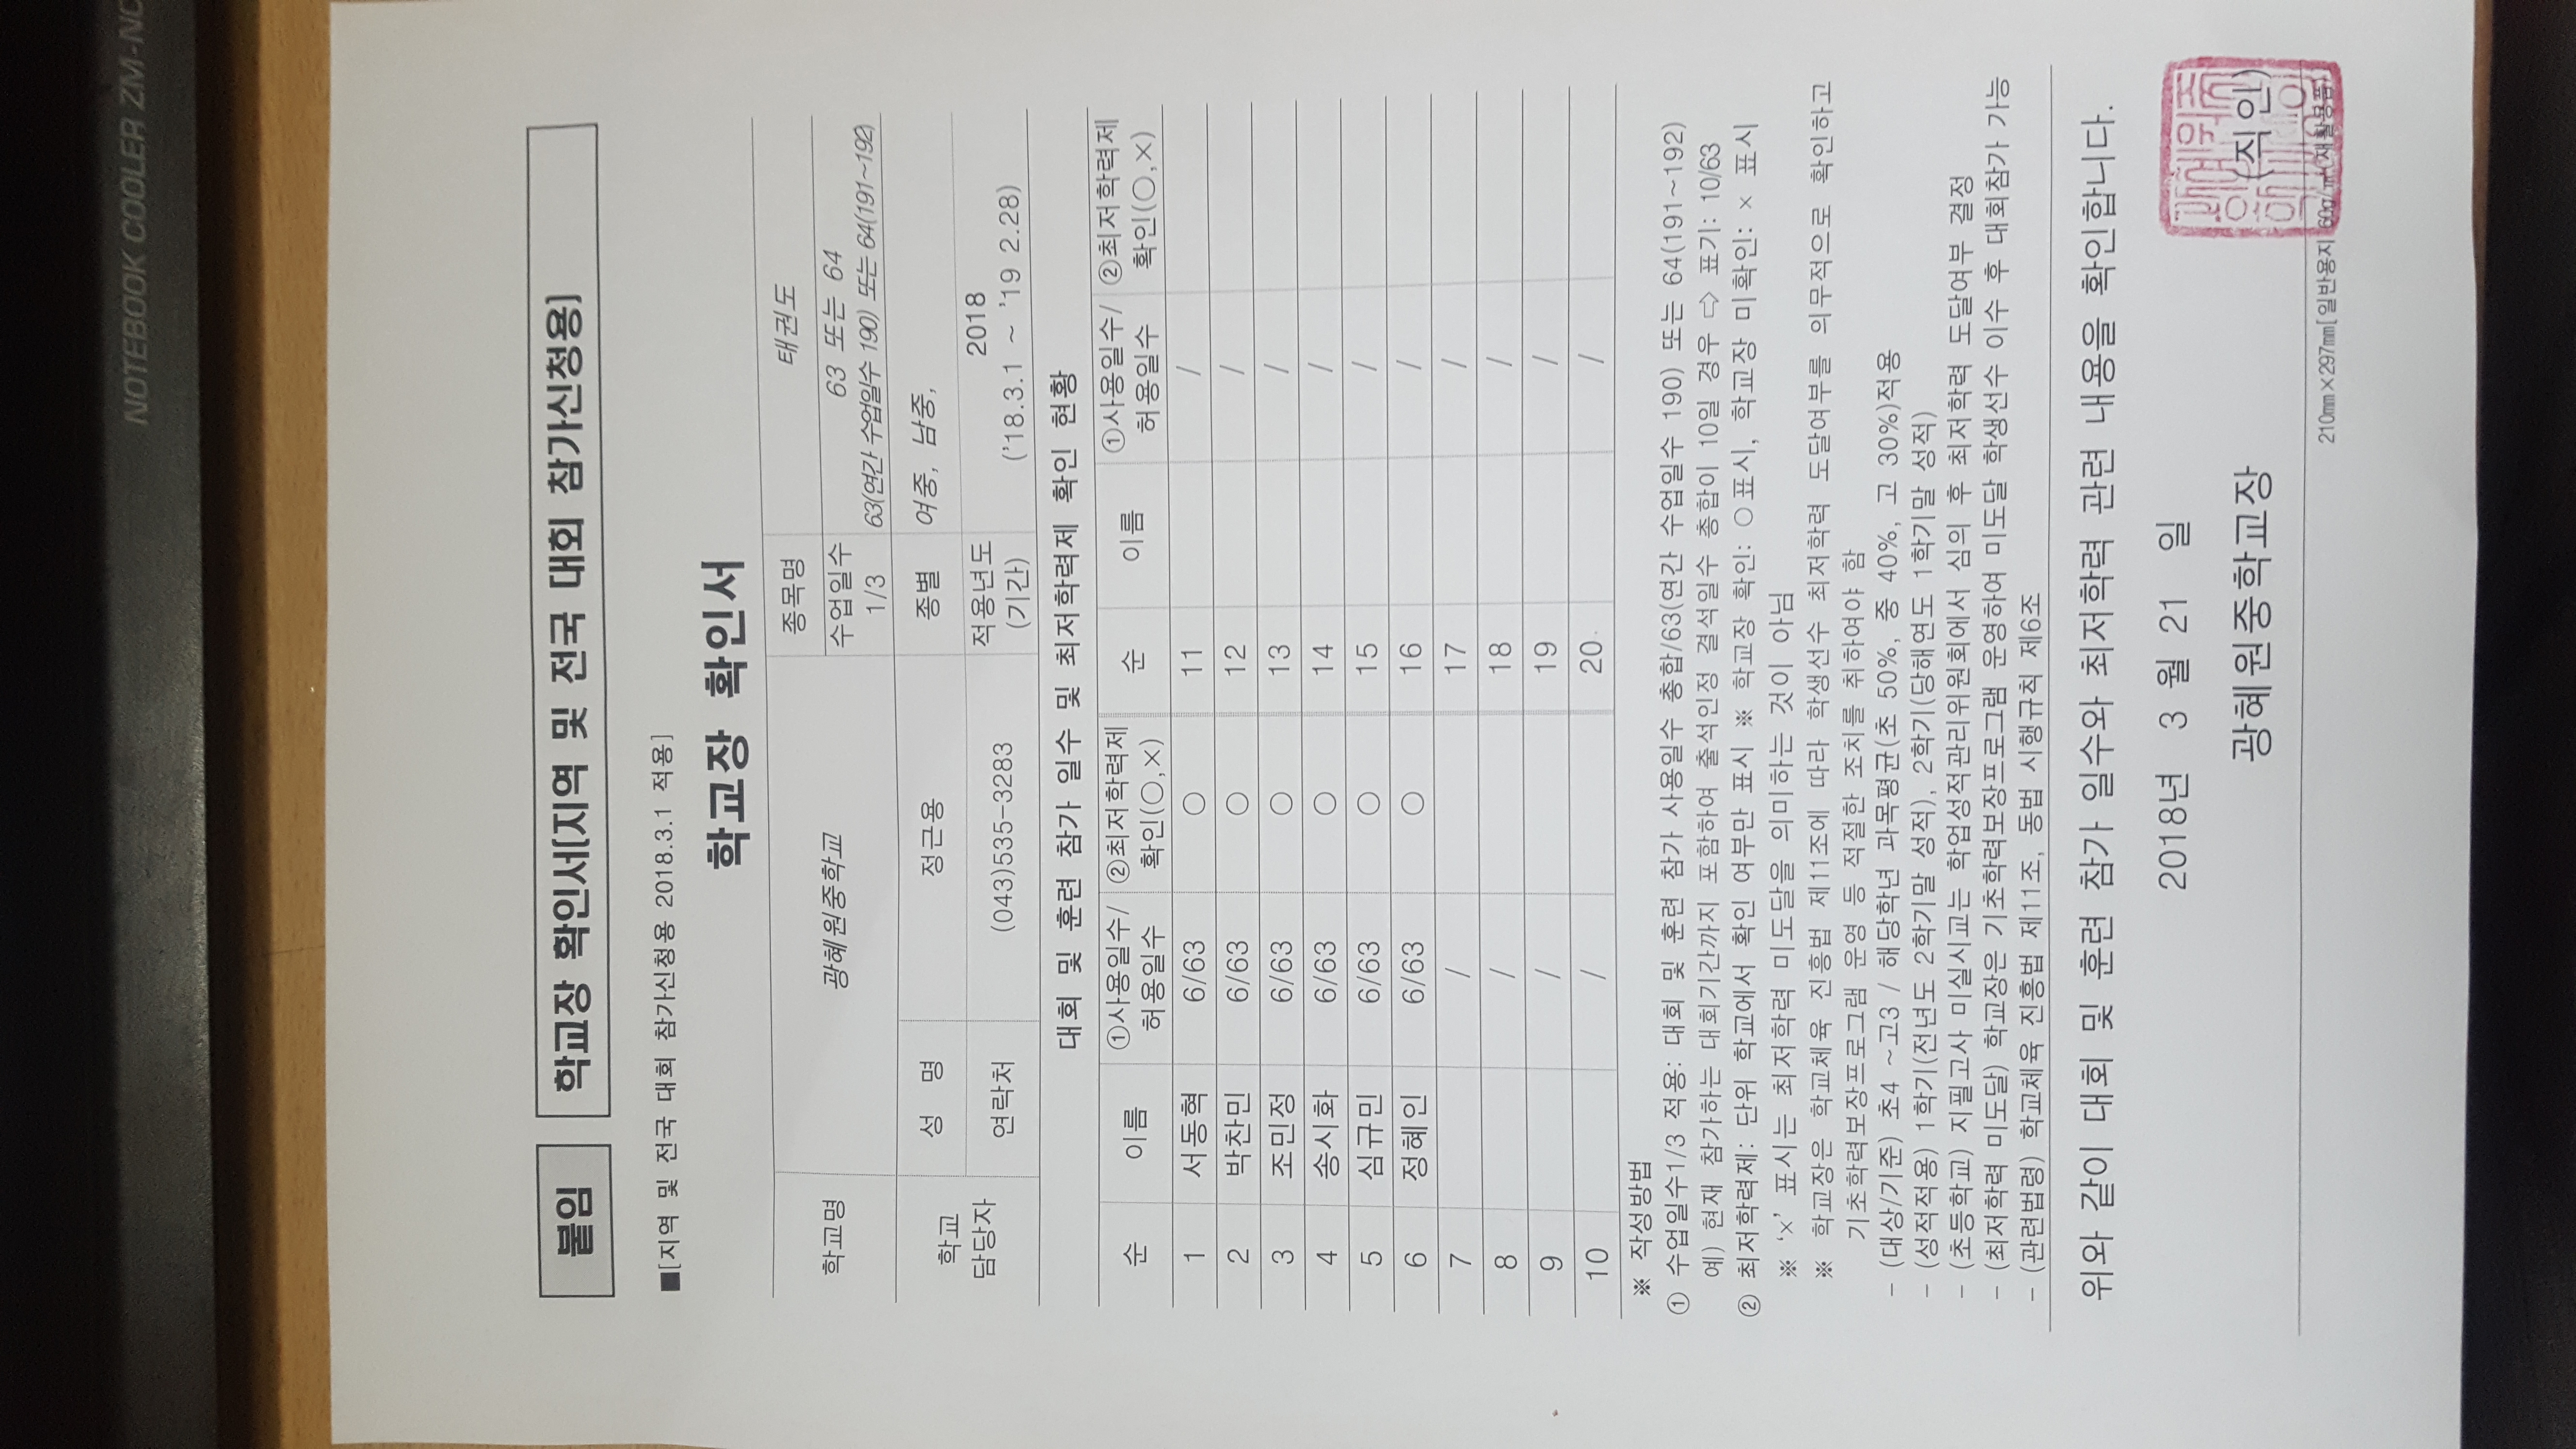 NOTEBOOK COOLER ZM-NC
붙임
학교장 확인서[지역 및 전국 대회 참가신청용]
■[지역 및 전국 대회 참가신청용 2018.3.1 적용]
학교장 확인서
학교명 광혜원중학교 종목명 태권도
수업일수 1/3 63 또는 64
63(연간 수업일수 190) 또는 64(191~192)
학교 담당자 성 명 정근용 종별 여중, 남중,
연락처 (043)535-3283 적용년도 (기간) 2018
('18.3.1 ~ '19 2.28)
대회 및 훈련 참가 일수 및 최저학력제 확인 현황
순 이름 ①사용일수/허용일수 ②최저학력제 확인(○,×) 순 이름 ①사용일수/허용일수 ②최저학력제 확인(○,×)
1 서동혁 6/63 ○ 11 /
2 박찬민 6/63 ○ 12 /
3 조민정 6/63 ○ 13 /
4 송시화 6/63 ○ 14 /
5 심규민 6/63 ○ 15 /
6 정혜인 6/63 ○ 16 /
7 / 17 /
8 / 18 /
9 / 19 /
10 / 20 /
※ 작성방법
① 수업일수1/3 적용: 대회 및 훈련 참가 사용일수 총합/63(연간 수업일수 190) 또는 64(191~192)
예) 현재 참가하는 대회기간까지 포함하여 출석인정 결석일수 총합이 10일 경우 ⇨ 표기: 10/63
② 최저학력제: 단위 학교에서 확인 여부만 표시 ※ 학교장 확인: ○표시, 학교장 미확인: × 표시
※ '×' 표시는 최저학력 미도달을 의미하는 것이 아님
※ 학교장은 학교체육 진흥법 제11조에 따라 학생선수 최저학력 도달여부를 의무적으로 확인하고
기초학력보장프로그램 운영 등 적절한 조치를 취하여야 함
- (대상/기준) 초4 ~고3 / 해당학년 과목평균(초 50%, 중 40%, 고 30%)적용
- (성적적용) 1학기(전년도 2학기말 성적), 2학기(당해연도 1학기말 성적)
- (초등학교) 지필고사 미실시교는 학업성적관리위원회에서 심의 후 최저학력 도달여부 결정
- (최저학력 미도달) 학교장은 기초학력보장프로그램 운영하여 미도달 학생선수 이수 후 대회참가 가능
- (관련법령) 학교체육 진흥법 제11조, 동법 시행규칙 제6조
위와 같이 대회 및 훈련 참가 일수와 최저학력 관련 내용을 확인합니다.
2018년 3 월 21 일
광혜원중학교장 (직인)
210㎜×297㎜[일반용지 60g/㎡(재활용품)]